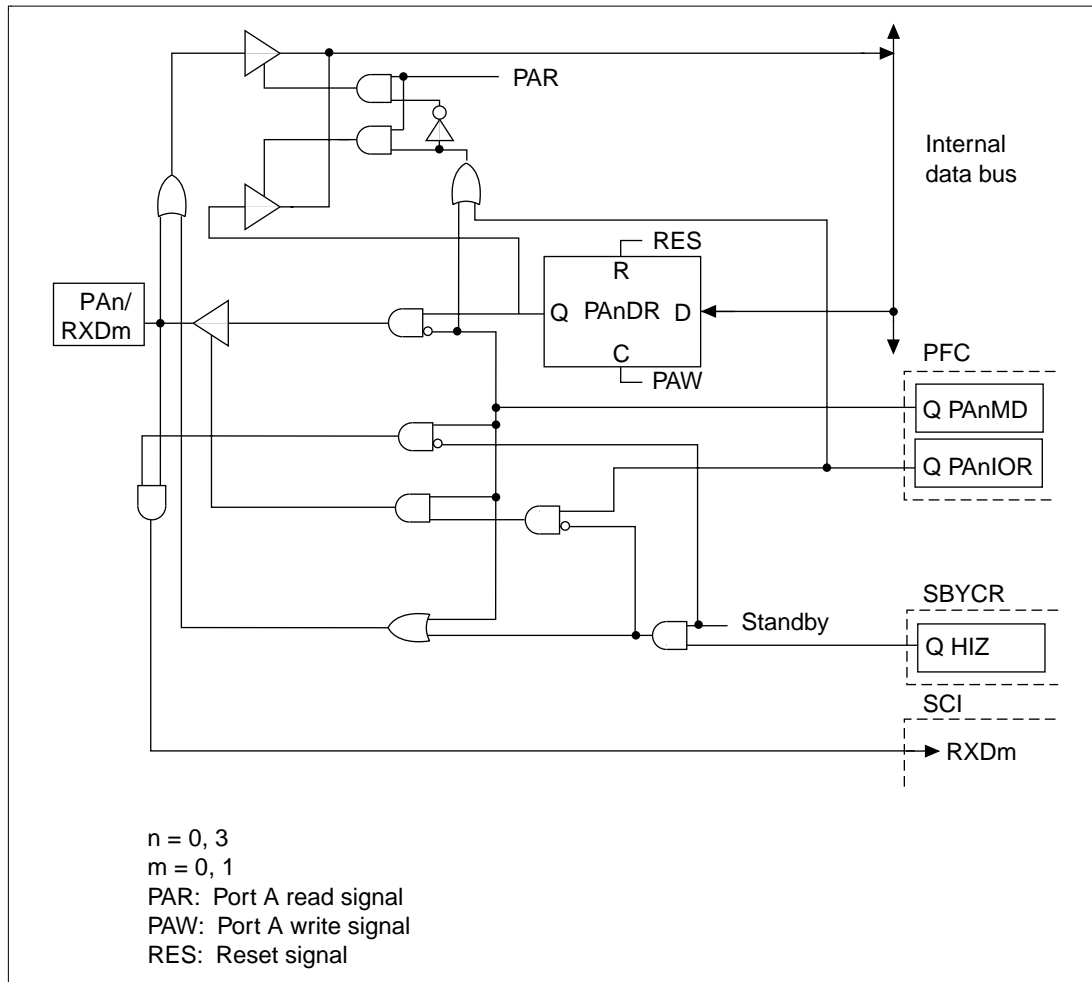 PAR
Internal
data bus
RES
R
PAn/
RXDm
Q PAnDR D
C
PAW
PFC
Q PAnMD
Q PAnIOR
SBYCR
Standby
Q HIZ
SCI
RXDm
n = 0, 3
m = 0, 1
PAR: Port A read signal
PAW: Port A write signal
RES: Reset signal